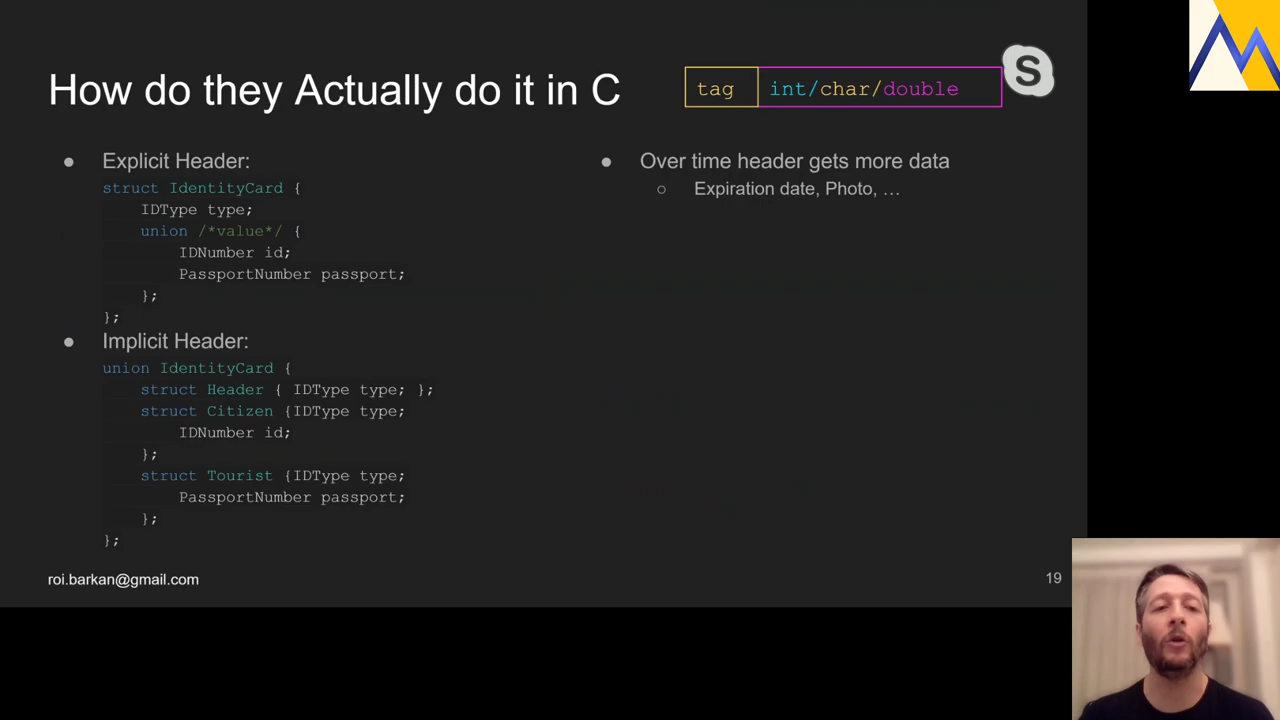 How do they Actually do it in C
tag int/char/double
S
● Explicit Header:
struct IdentityCard {
IDType type;
union /*value*/ {
IDNumber id;
PassportNumber passport;
};
};
● Implicit Header:
union IdentityCard {
struct Header { IDType type; };
struct Citizen {IDType type;
IDNumber id;
};
struct Tourist {IDType type;
PassportNumber passport;
};
};
● Over time header gets more data
○ Expiration date, Photo, …
roi.barkan@gmail.com
19